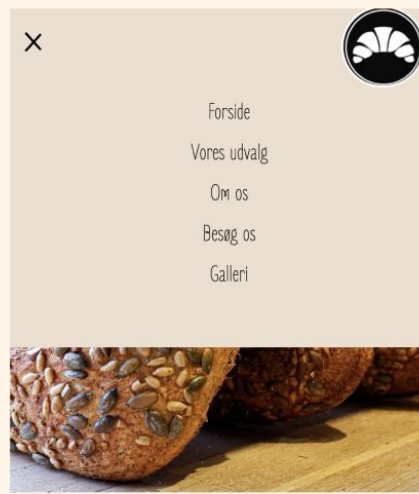 Forside
Vores udvalg
Om os
Besøg os
Galleri